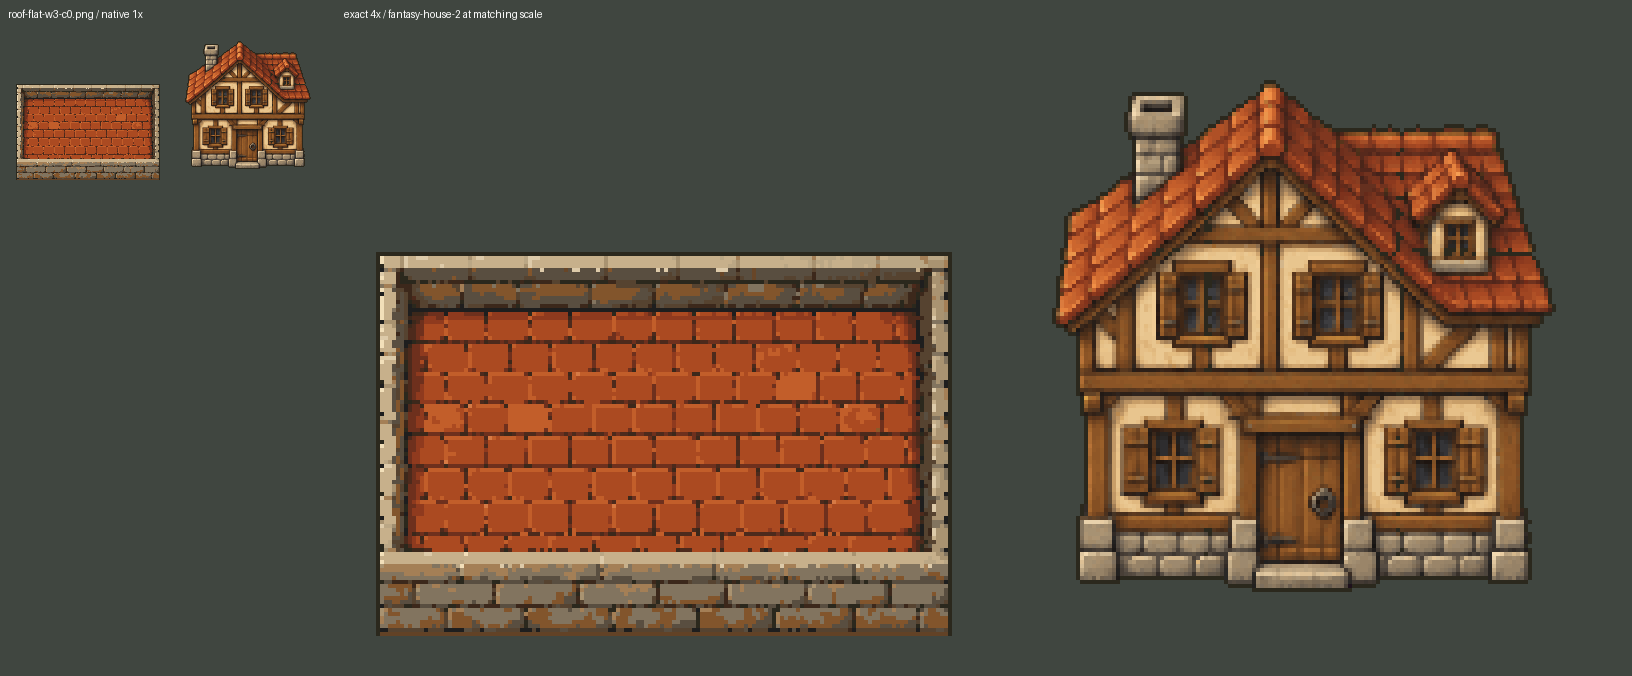 roof-flat-w3-c0.png / native 1x
exact 4x / fantasy-house-2 at matching scale